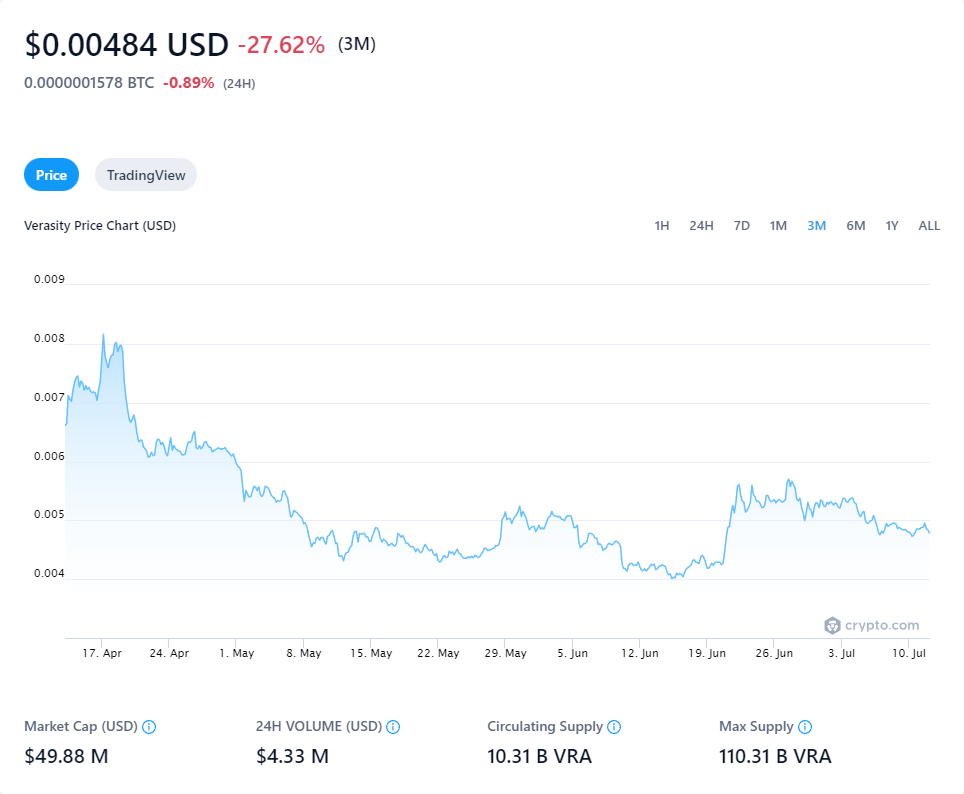 $0.00484 USD -27.62% (3M)
0.0000001578 BTC -0.89% (24H)
Price TradingView
Verasity Price Chart (USD) 1H 24H 7D 1M 3M 6M 1Y ALL
0.009
0.008
0.007
0.006
0.005
0.004
crypto.com
17. Apr 24. Apr 1. May 8. May 15. May 22. May 29. May 5. Jun 12. Jun 19. Jun 26. Jun 3. Jul 10. Jul
Market Cap (USD) 24H VOLUME (USD) Circulating Supply Max Supply
$49.88 M $4.33 M 10.31 B VRA 110.31 B VRA